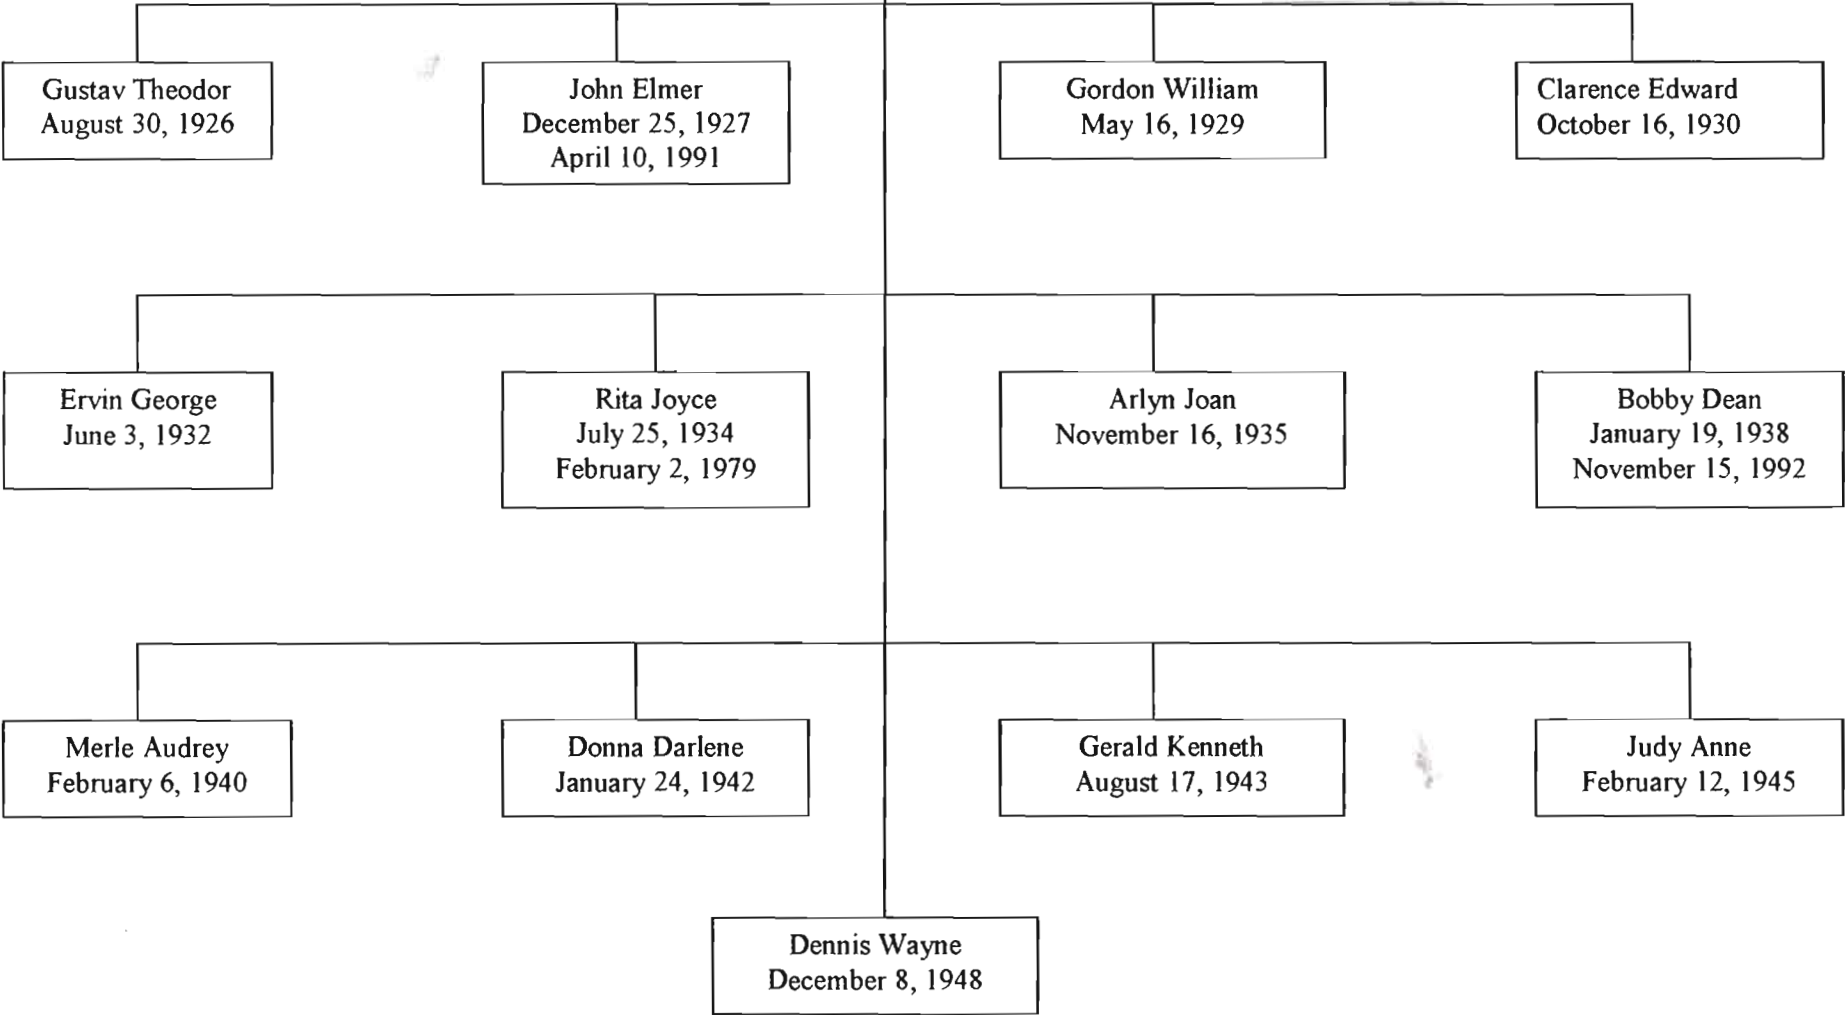 Gustav Theodor
August 30, 1926
John Elmer
December 25, 1927
April 10, 1991
Gordon William
May 16, 1929
Clarence Edward
October 16, 1930
Ervin George
June 3, 1932
Rita Joyce
July 25, 1934
February 2, 1979
Arlyn Joan
November 16, 1935
Bobby Dean
January 19, 1938
November 15, 1992
Merle Audrey
February 6, 1940
Donna Darlene
January 24, 1942
Gerald Kenneth
August 17, 1943
Judy Anne
February 12, 1945
Dennis Wayne
December 8, 1948